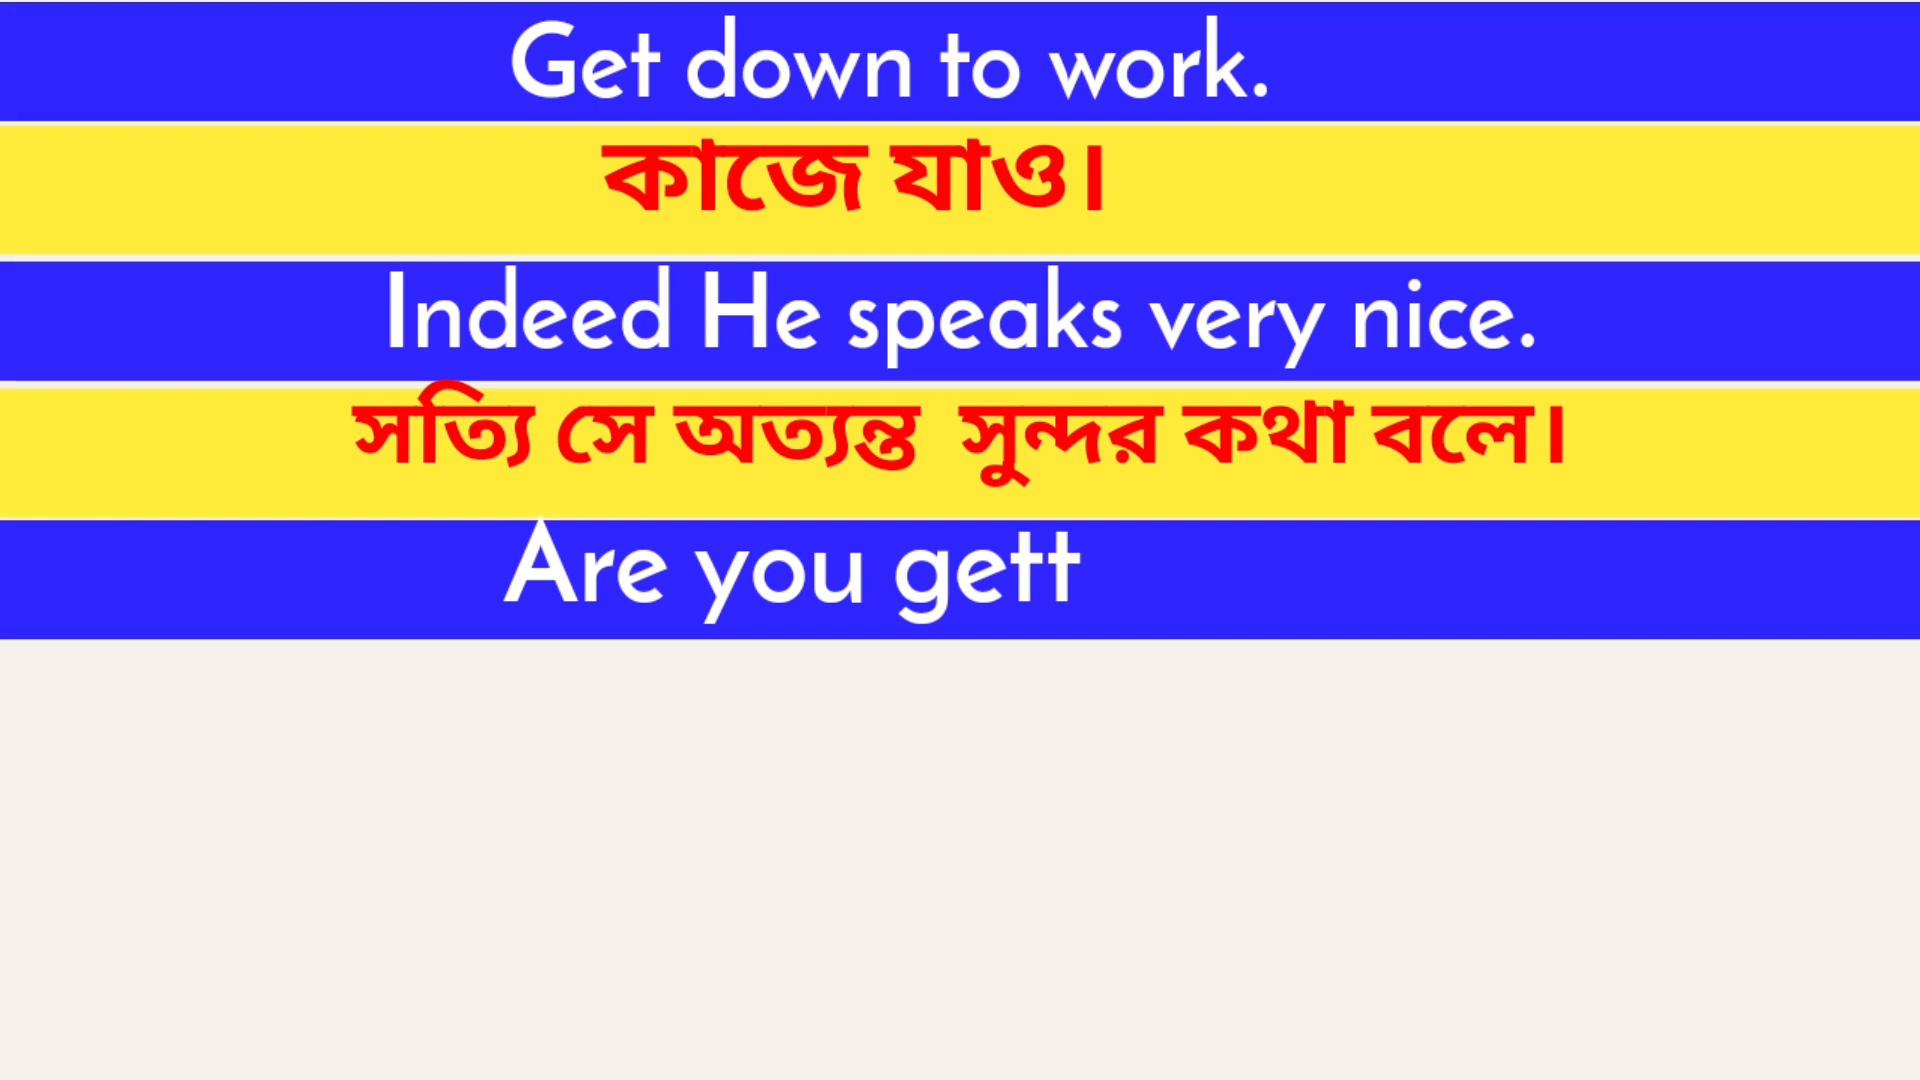 Get down to work.
কাজে যাও।
Indeed He speaks very nice.
সত্যি সে অত্যন্ত সুন্দর কথা বলে।
Are you gett